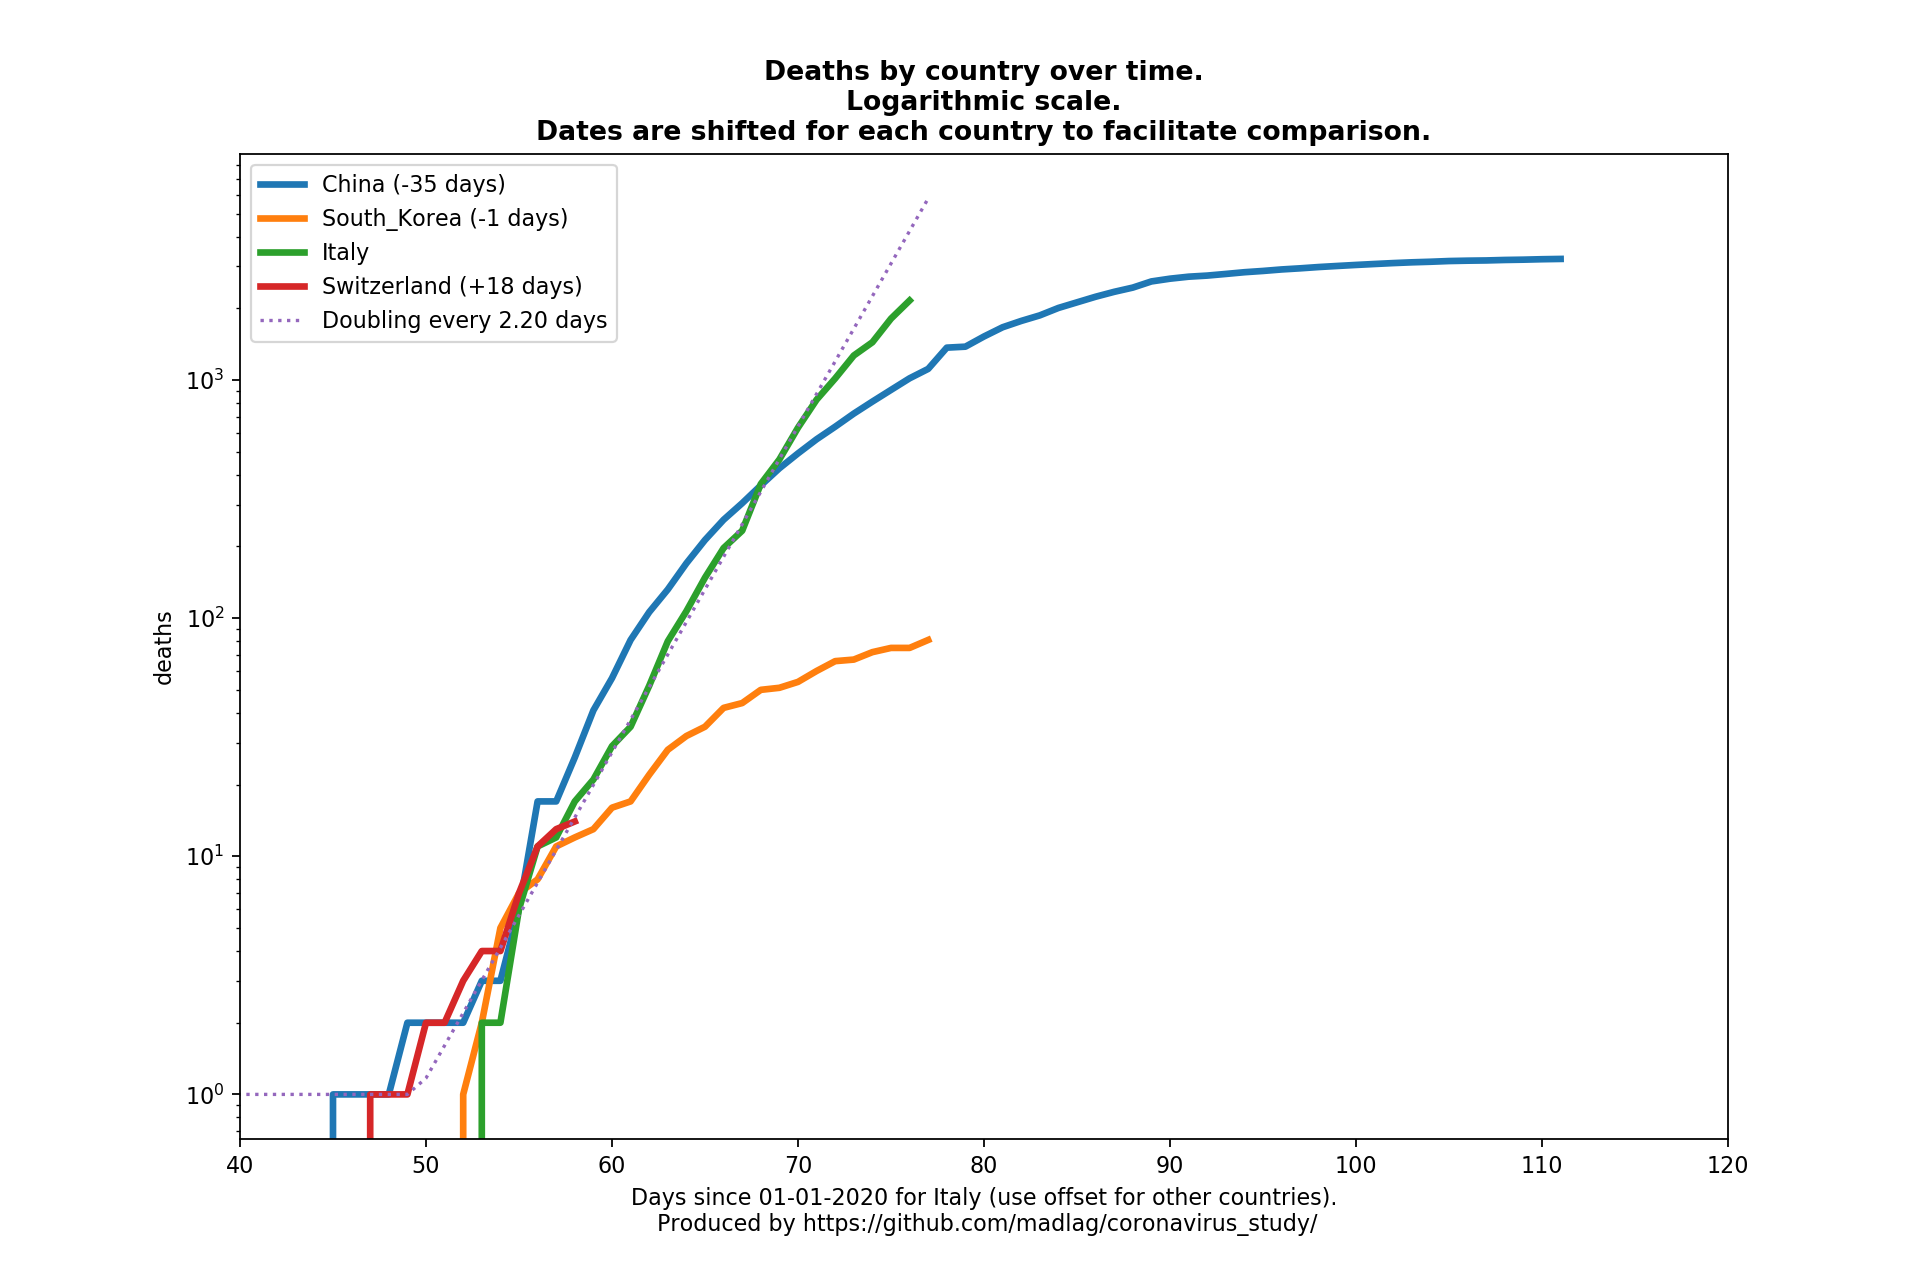 Deaths by country over time.
Logarithmic scale.
Dates are shifted for each country to facilitate comparison.
China (-35 days)
South_Korea (-1 days)
Italy
Switzerland (+18 days)
Doubling every 2.20 days
deaths
10³
10²
10¹
10⁰
40 50 60 70 80 90 100 110 120
Days since 01-01-2020 for Italy (use offset for other countries).
Produced by https://github.com/madlag/coronavirus_study/